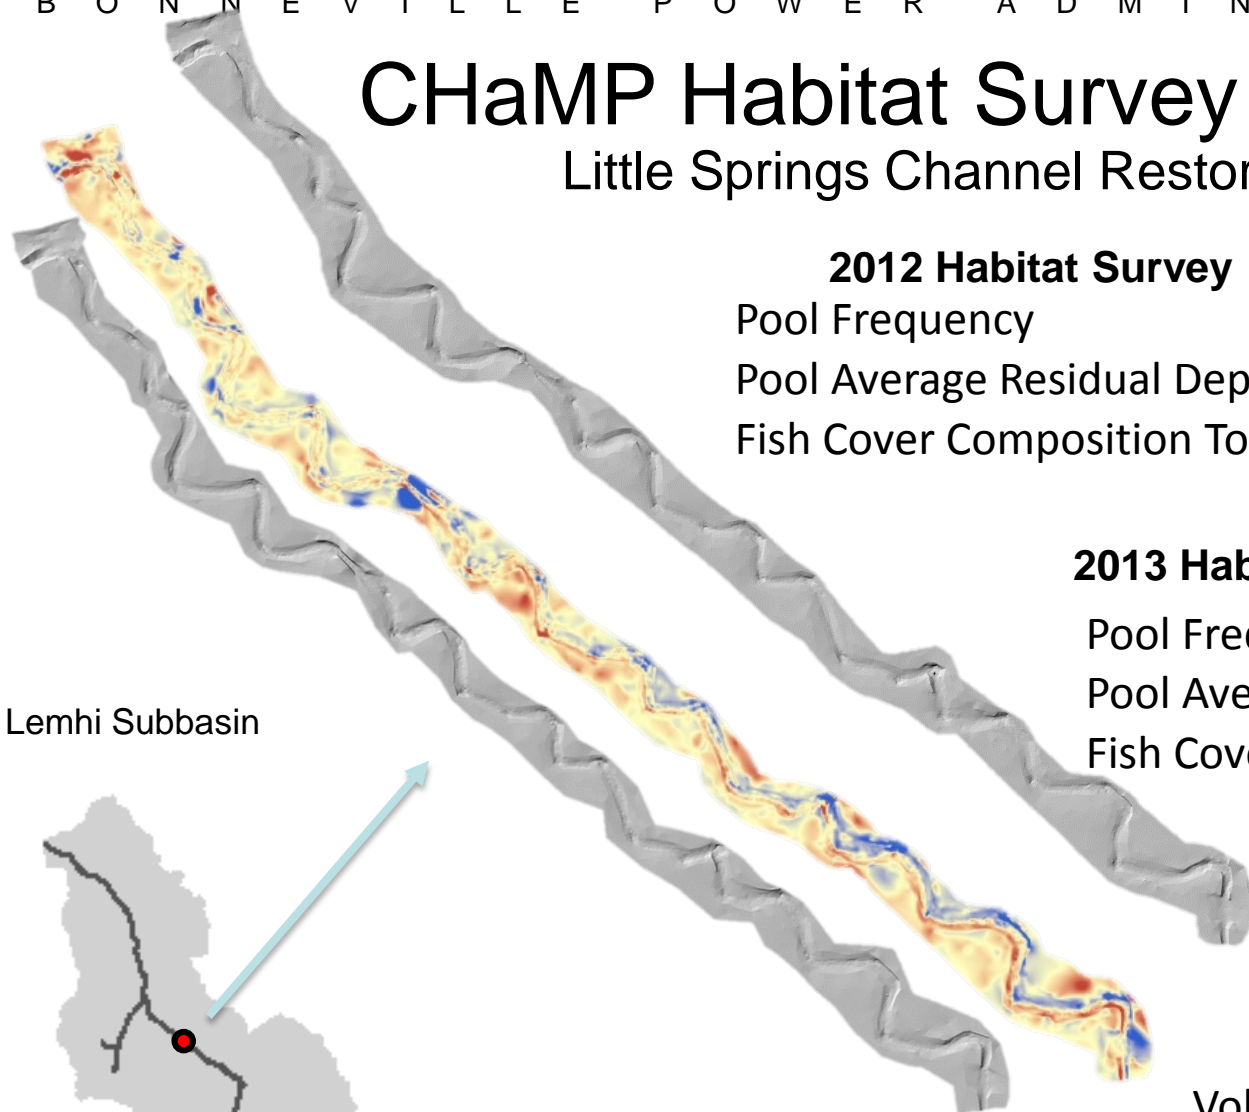 B O N N E V I L L E P O W E R A D M I N
CHaMP Habitat Survey
Little Springs Channel Restor
2012 Habitat Survey
Pool Frequency
Pool Average Residual Dep
Fish Cover Composition To
2013 Hab
Pool Fre
Pool Ave
Fish Cov
Lemhi Subbasin
Vol